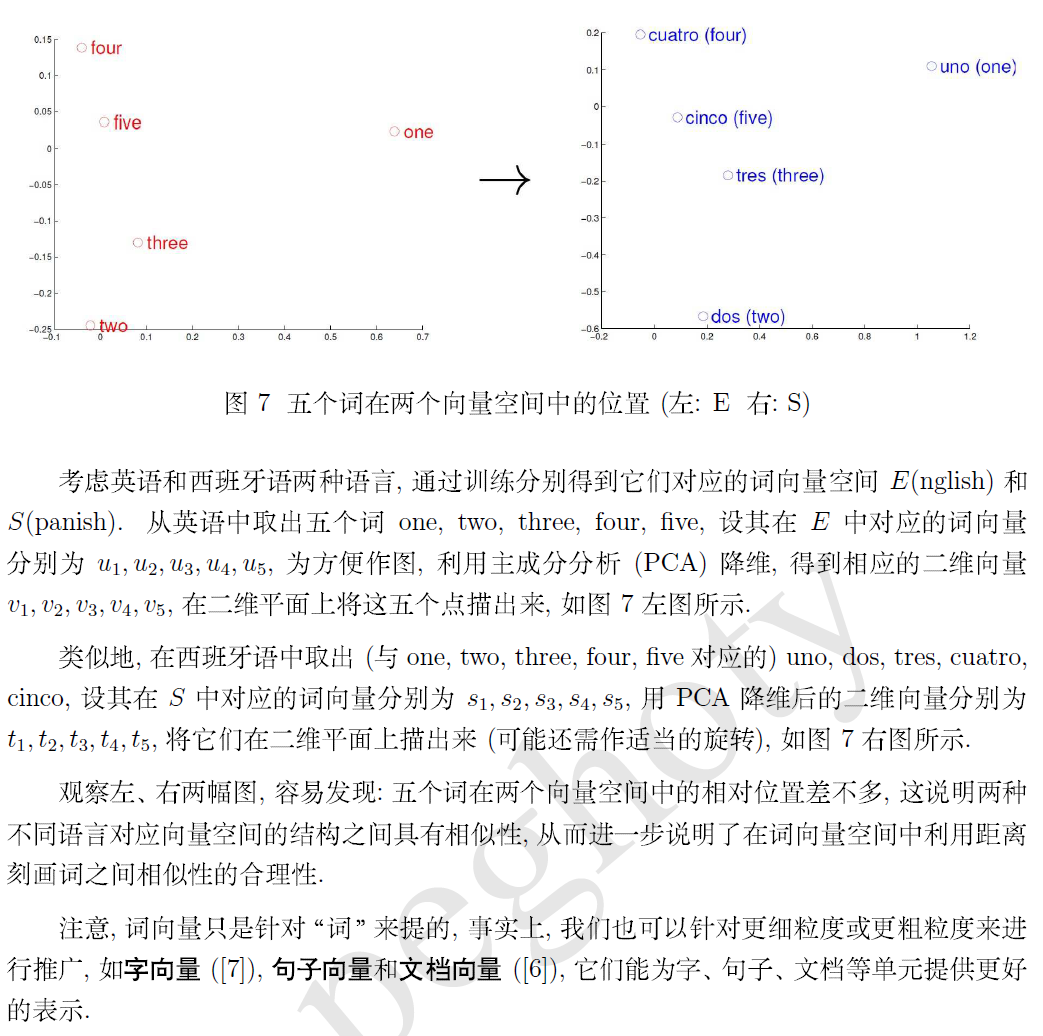 0.15
0.1
0.05
0
−0.05
−0.1
−0.15
−0.2
−0.25
−0.1
0
0.1
0.2
0.3
0.4
0.5
0.6
0.7
four
five
one
three
two
→
0.2
0.1
0
−0.1
−0.2
−0.3
−0.4
−0.5
−0.6
−0.2
0
0.2
0.4
0.6
0.8
1
1.2
cuatro (four)
uno (one)
cinco (five)
tres (three)
dos (two)
图 7 五个词在两个向量空间中的位置 (左: E 右: S)
考虑英语和西班牙语两种语言, 通过训练分别得到它们对应的词向量空间 E(nglish) 和
S(panish). 从英语中取出五个词 one, two, three, four, five, 设其在 E 中对应的词向量
分别为 u₁, u₂, u₃, u₄, u₅, 为方便作图, 利用主成分分析 (PCA) 降维, 得到相应的二维向量
v₁, v₂, v₃, v₄, v₅, 在二维平面上将这五个点描出来, 如图 7 左图所示.
类似地, 在西班牙语中取出 (与 one, two, three, four, five 对应的) uno, dos, tres, cuatro,
cinco, 设其在 S 中对应的词向量分别为 s₁, s₂, s₃, s₄, s₅, 用 PCA 降维后的二维向量分别为
t₁, t₂, t₃, t₄, t₅, 将它们在二维平面上描出来 (可能还需作适当的旋转), 如图 7 右图所示.
观察左、右两幅图, 容易发现: 五个词在两个向量空间中的相对位置差不多, 这说明两种
不同语言对应向量空间的结构之间具有相似性, 从而进一步说明了在词向量空间中利用距离
刻画词之间相似性的合理性.
注意, 词向量只是针对 “词” 来提的, 事实上, 我们也可以针对更细粒度或更粗粒度来进
行推广, 如字向量 ([7]), 句子向量和文档向量 ([6]), 它们能为字、句子、文档等单元提供更好
的表示.
peghoty